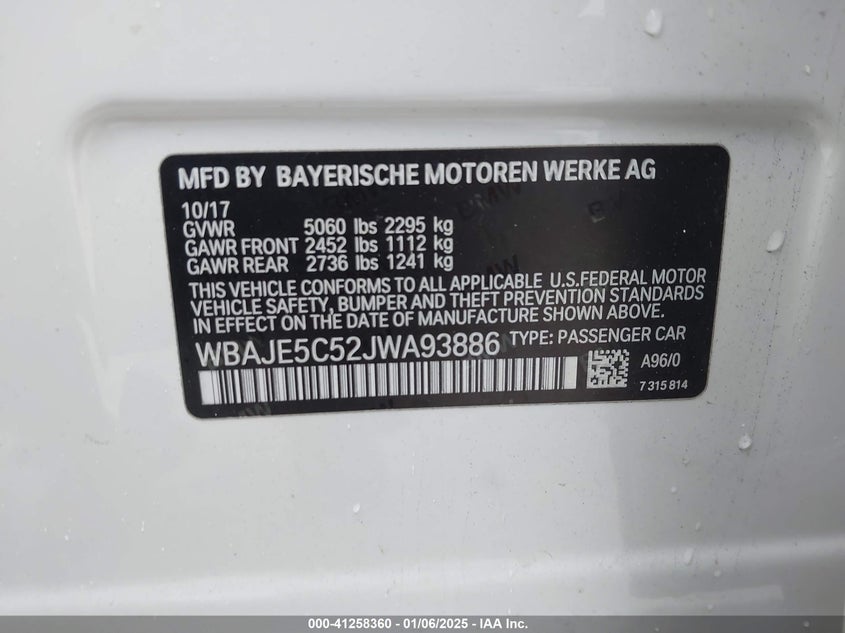 MFD BY BAYERISCHE MOTOREN WERKE AG
10/17
GVWR 5060 lbs 2295 kg
GAWR FRONT 2452 lbs 1112 kg
GAWR REAR 2736 lbs 1241 kg
THIS VEHICLE CONFORMS TO ALL APPLICABLE U.S.FEDERAL MOTOR
VEHICLE SAFETY, BUMPER AND THEFT PREVENTION STANDARDS
IN EFFECT ON THE DATE OF MANUFACTURE SHOWN ABOVE.
WBAJE5C52JWA93886 TYPE: PASSENGER CAR
A96/0
7 315 814
000-41258360 - 01/06/2025 - IAA Inc.